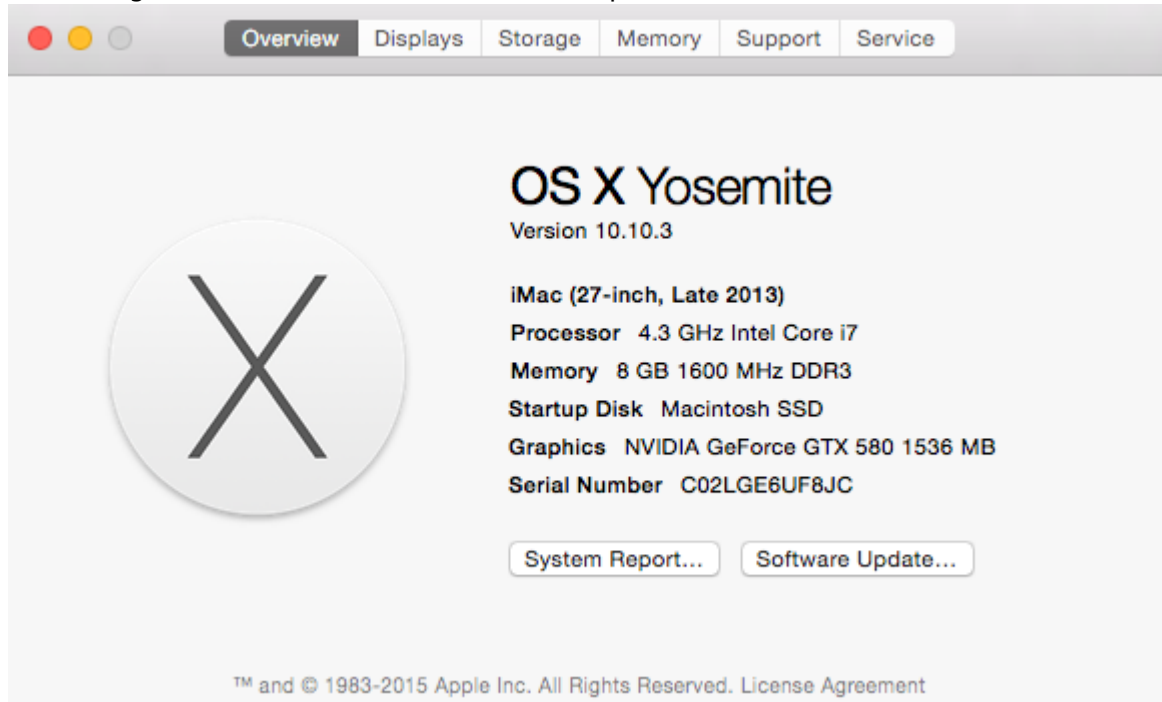 Overview Displays Storage Memory Support Service
OS X Yosemite
Version 10.10.3
iMac (27-inch, Late 2013)
Processor 4.3 GHz Intel Core i7
Memory 8 GB 1600 MHz DDR3
Startup Disk Macintosh SSD
Graphics NVIDIA GeForce GTX 580 1536 MB
Serial Number C02LGE6UF8JC
System Report... Software Update...
™ and © 1983-2015 Apple Inc. All Rights Reserved. License Agreement